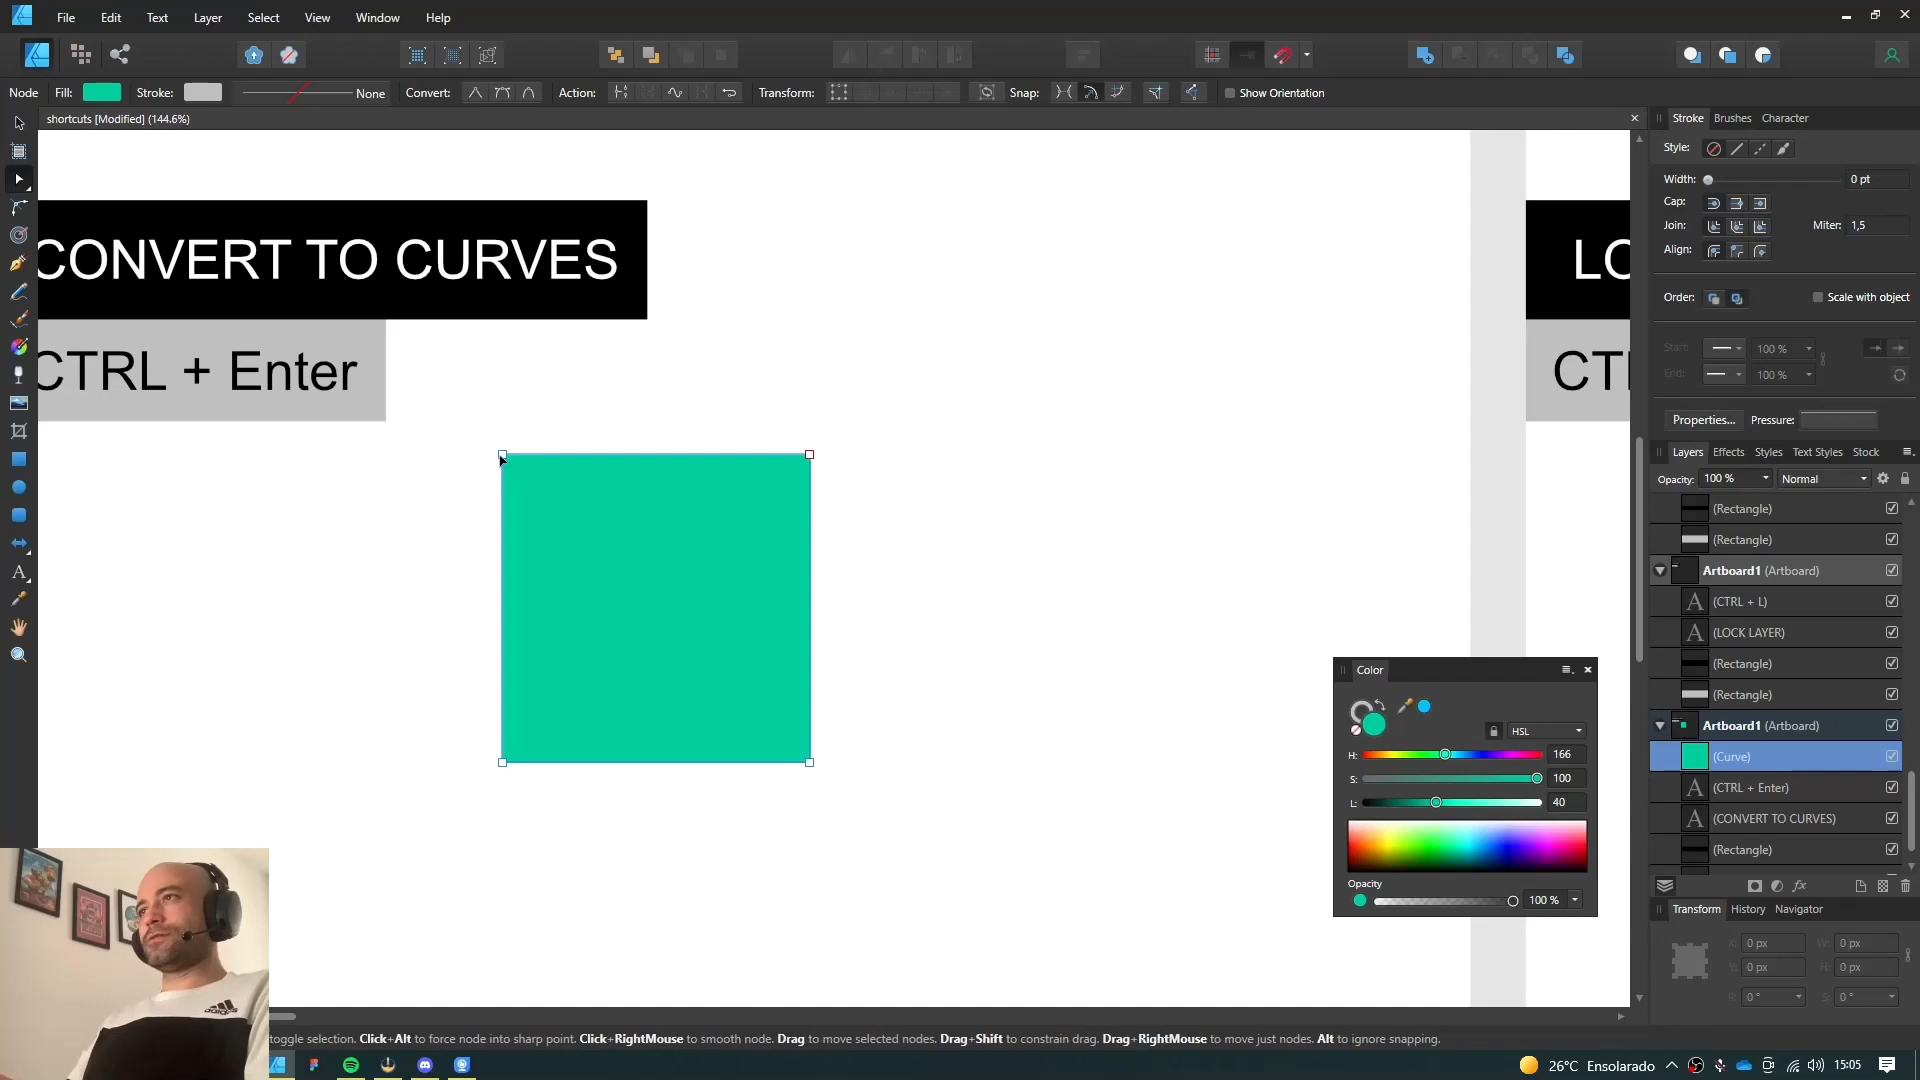 File Edit Text Layer Select View Window Help
Node Fill: Stroke: None Convert: Action: Transform: Snap: Show Orientation
shortcuts [Modified] (144.6%)
CONVERT TO CURVES
CTRL + Enter
LO
CTI
Stroke Brushes Character
Style:
Width: 0 pt
Cap:
Join: Miter: 1,5
Align:
Order: Scale with object
Start: 100 %
End: 100 %
Properties... Pressure:
Layers Effects Styles Text Styles Stock
Opacity: 100 % Normal
(Rectangle)
(Rectangle)
Artboard1 (Artboard)
(CTRL + L)
(LOCK LAYER)
(Rectangle)
(Rectangle)
Artboard1 (Artboard)
(Curve)
(CTRL + Enter)
(CONVERT TO CURVES)
(Rectangle)
Transform History Navigator
X: 0 px W: 0 px
Y: 0 px H: 0 px
R: 0 ° S: 0 °
Color
HSL
H: 166
S: 100
L: 40
Opacity
100 %
adidas
toggle selection. Click+Alt to force node into sharp point. Click+RightMouse to smooth node. Drag to move selected nodes. Drag+Shift to constrain drag. Drag+RightMouse to move just nodes. Alt to ignore snapping.
26°C Ensolarado 15:05